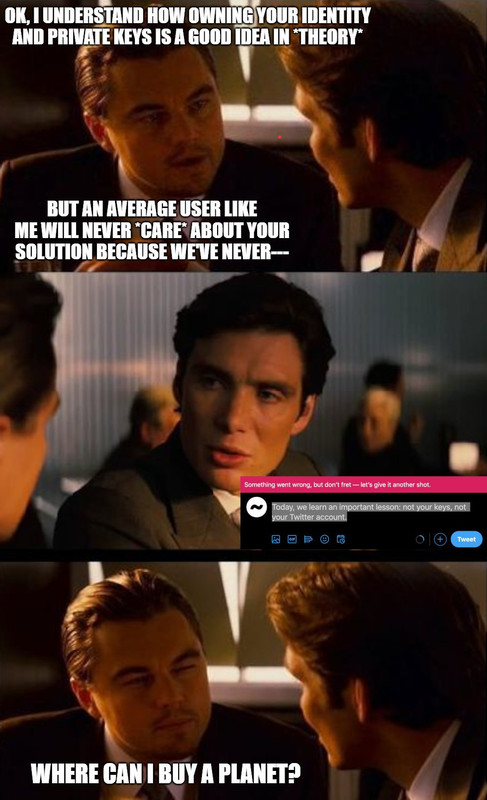 OK, I UNDERSTAND HOW OWNING YOUR IDENTITY
AND PRIVATE KEYS IS A GOOD IDEA IN *THEORY*
BUT AN AVERAGE USER LIKE
ME WILL NEVER *CARE* ABOUT YOUR
SOLUTION BECAUSE WE'VE NEVER---
Something went wrong, but don't fret — let's give it another shot.
Today, we learn an important lesson: not your keys, not
your Twitter account.
GIF
Tweet
WHERE CAN I BUY A PLANET?